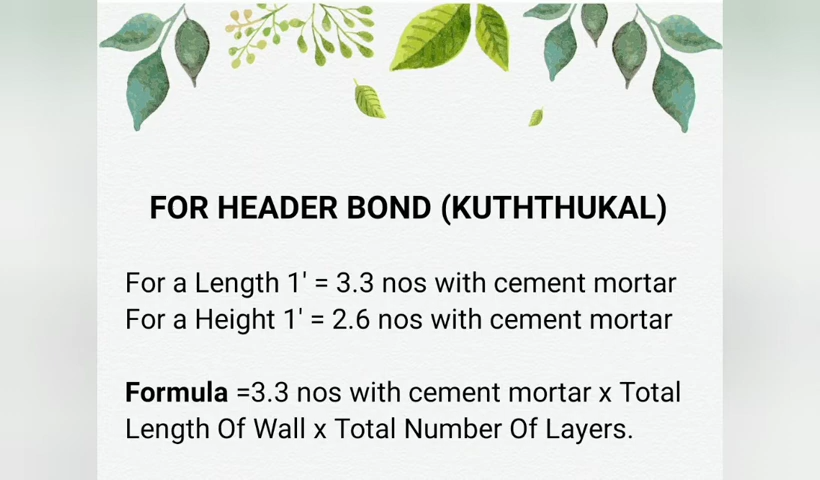 FOR HEADER BOND (KUTHTHUKAL)
For a Length 1' = 3.3 nos with cement mortar
For a Height 1' = 2.6 nos with cement mortar
Formula =3.3 nos with cement mortar x Total
Length Of Wall x Total Number Of Layers.